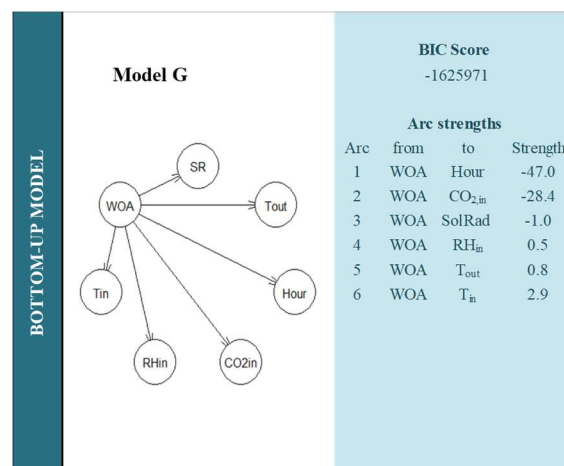 BOTTOM-UP MODEL
Model G
SR
WOA
Tout
Tin
Hour
RHin
CO2in
BIC Score
-1625971
Arc strengths
Arc from to Strength
1 WOA Hour -47.0
2 WOA CO2,in -28.4
3 WOA SolRad -1.0
4 WOA RHin 0.5
5 WOA Tout 0.8
6 WOA Tin 2.9